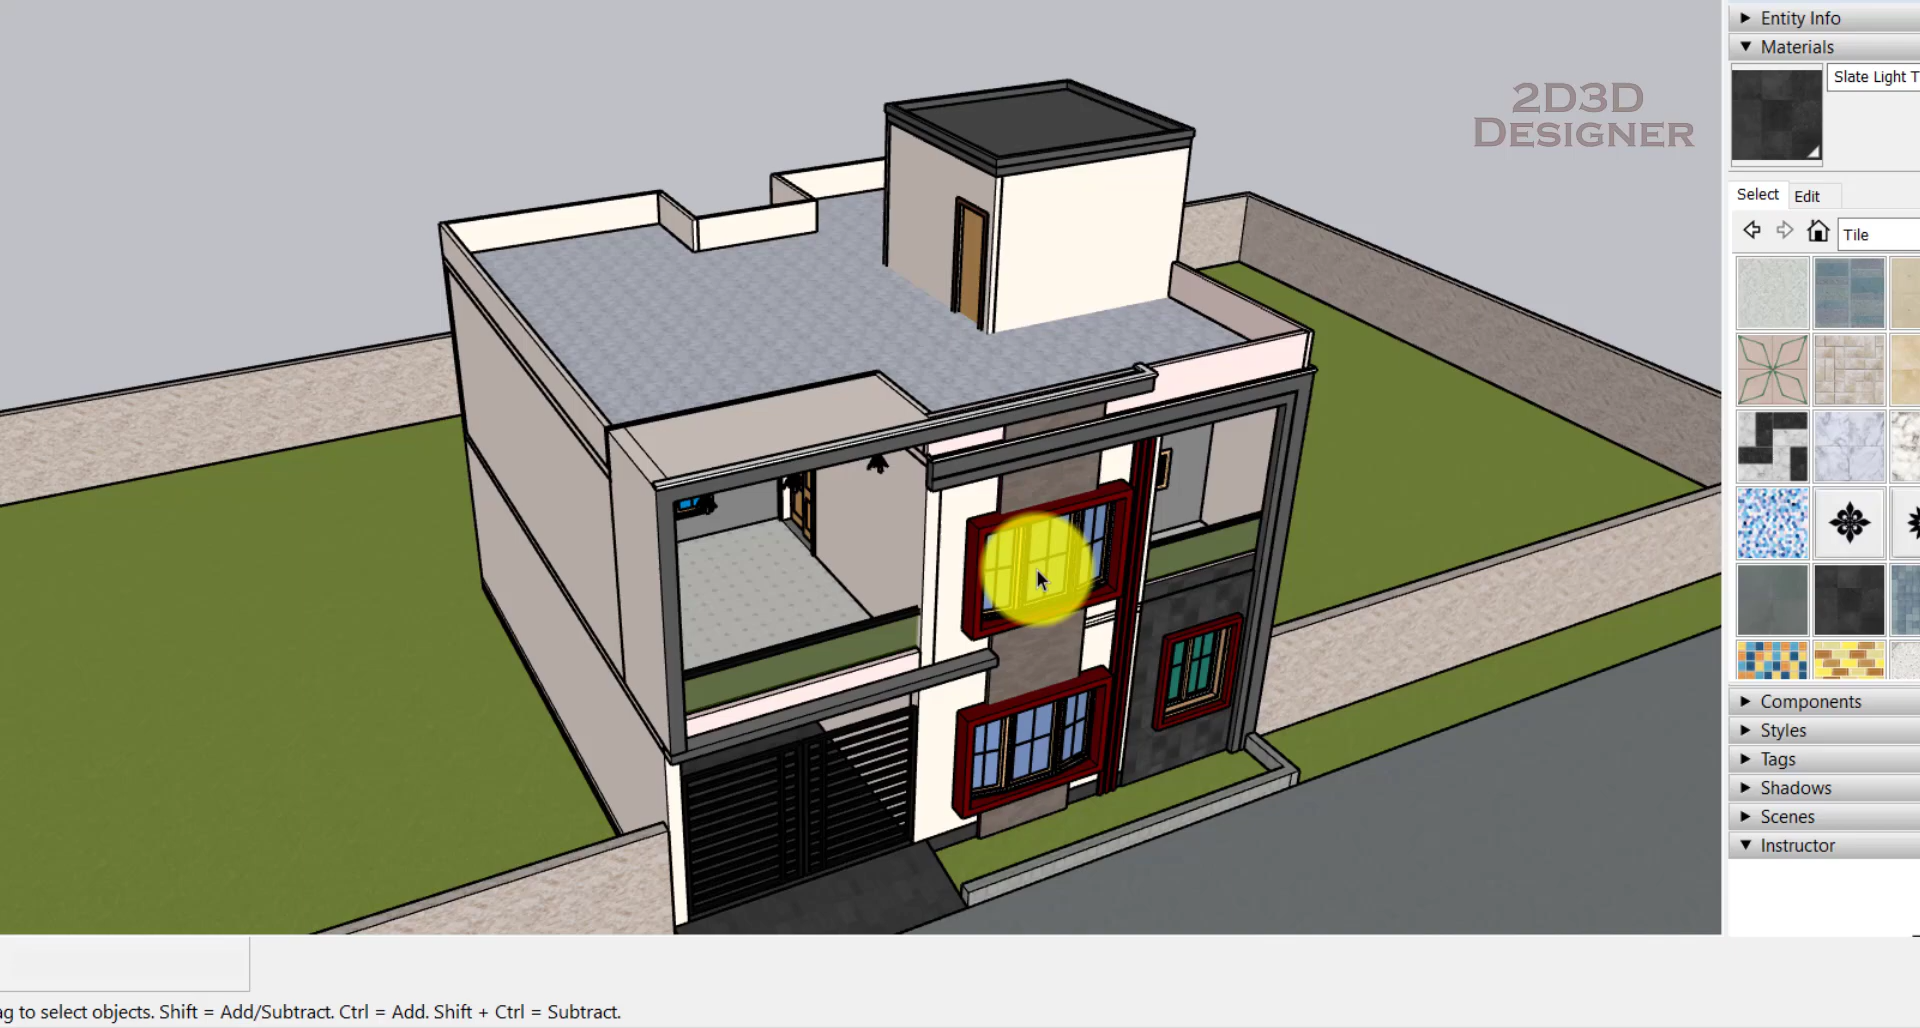 Entity Info
Materials
Slate Light T
2D3D
DESIGNER
Select
Edit
Tile
Components
Styles
Tags
Shadows
Scenes
Instructor
ag to select objects. Shift = Add/Subtract. Ctrl = Add. Shift + Ctrl = Subtract.